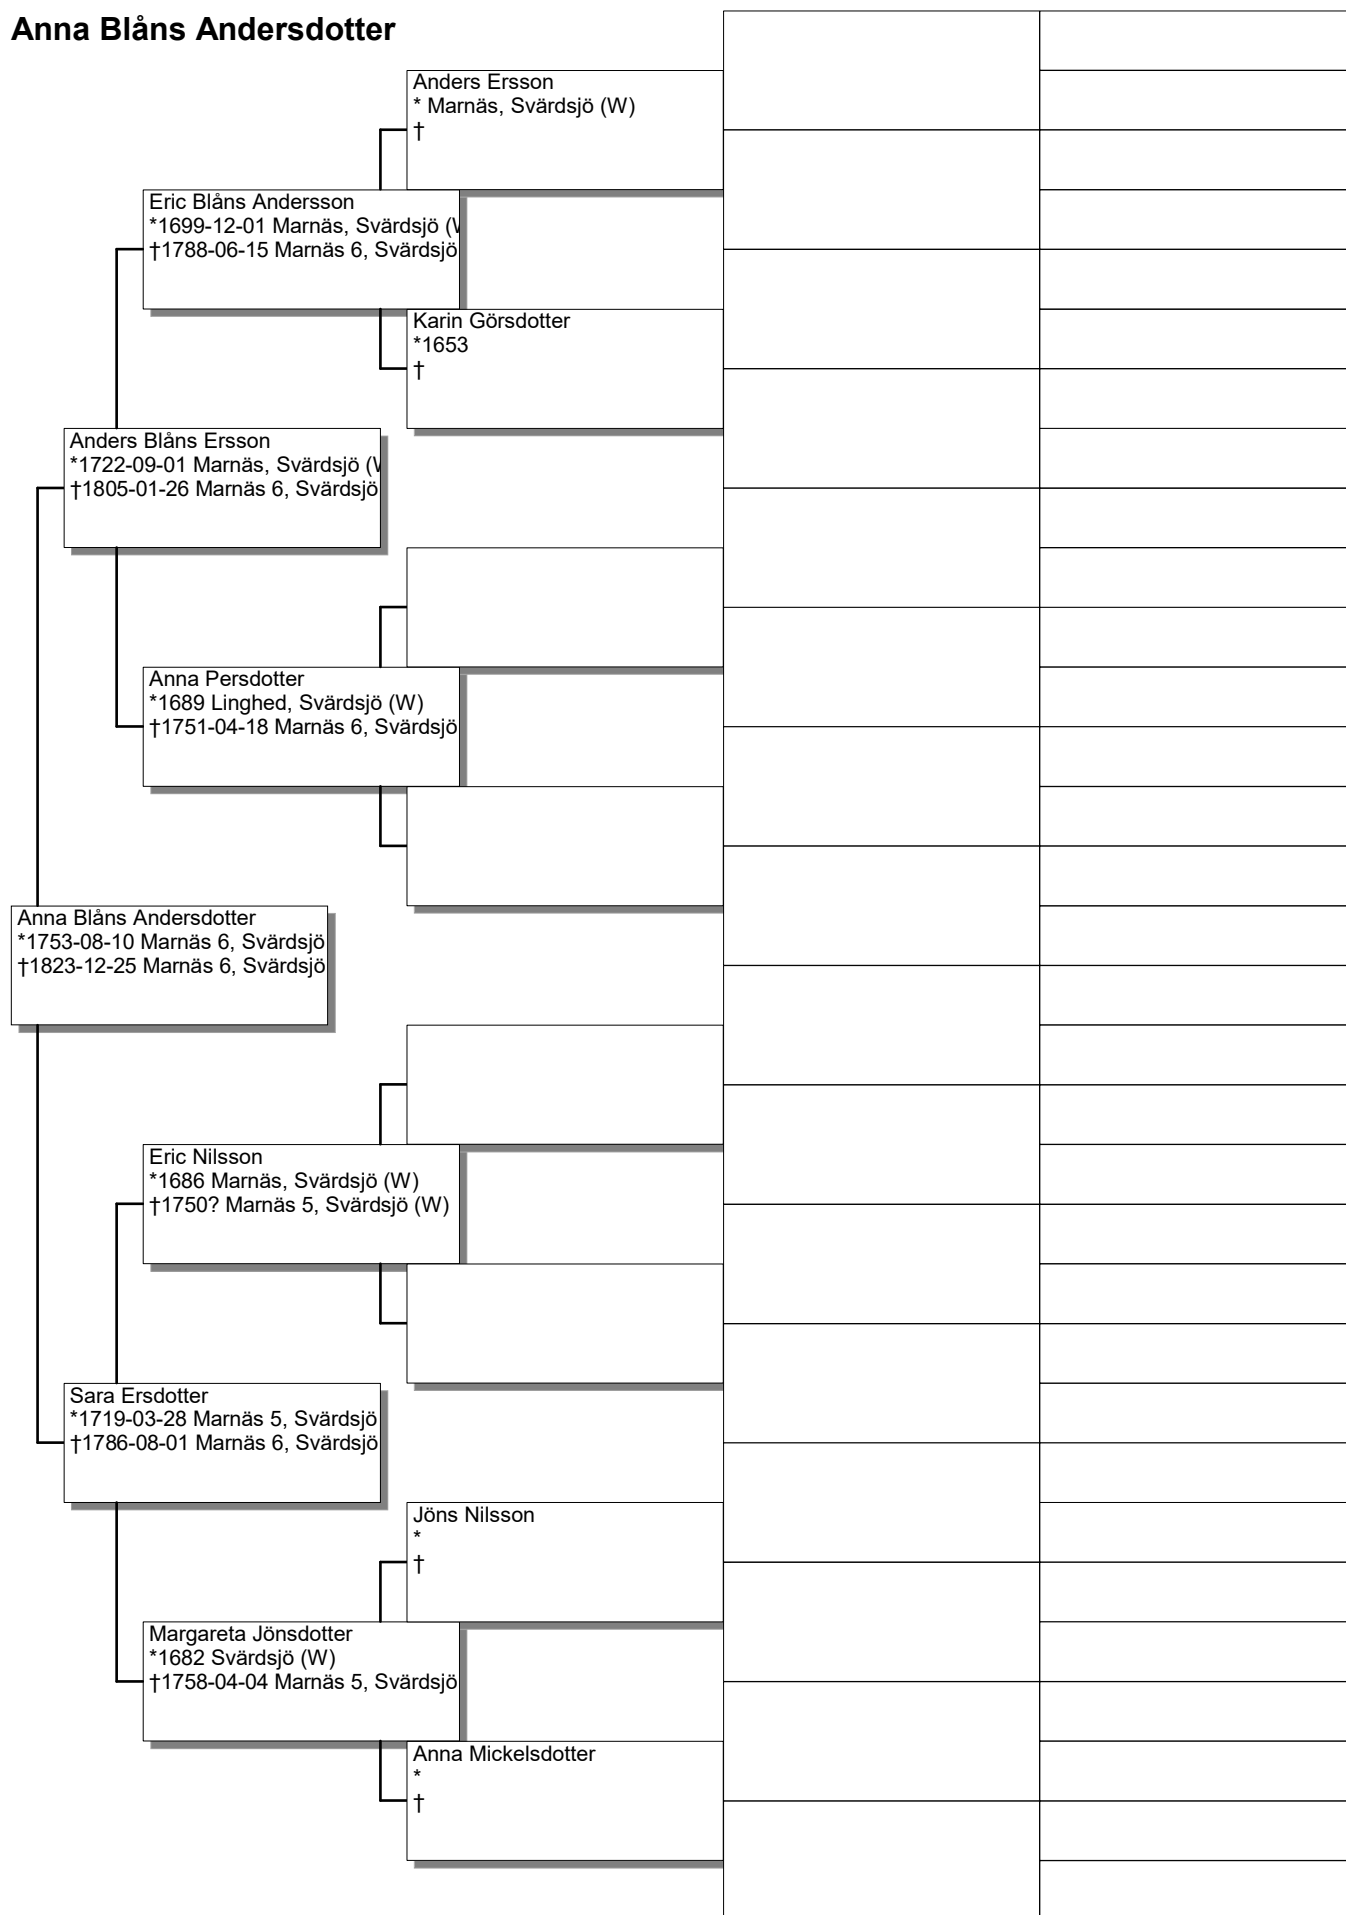 Anna Blåns Andersdotter
Anders Ersson
* Marnäs, Svärdsjö (W)
†
Eric Blåns Andersson
*1699-12-01 Marnäs, Svärdsjö (W
†1788-06-15 Marnäs 6, Svärdsjö
Karin Görsdotter
*1653
†
Anders Blåns Ersson
*1722-09-01 Marnäs, Svärdsjö (W
†1805-01-26 Marnäs 6, Svärdsjö
Anna Persdotter
*1689 Linghed, Svärdsjö (W)
†1751-04-18 Marnäs 6, Svärdsjö
Anna Blåns Andersdotter
*1753-08-10 Marnäs 6, Svärdsjö
†1823-12-25 Marnäs 6, Svärdsjö
Eric Nilsson
*1686 Marnäs, Svärdsjö (W)
†1750? Marnäs 5, Svärdsjö (W)
Sara Ersdotter
*1719-03-28 Marnäs 5, Svärdsjö
†1786-08-01 Marnäs 6, Svärdsjö
Jöns Nilsson
*
†
Margareta Jönsdotter
*1682 Svärdsjö (W)
†1758-04-04 Marnäs 5, Svärdsjö
Anna Mickelsdotter
*
†